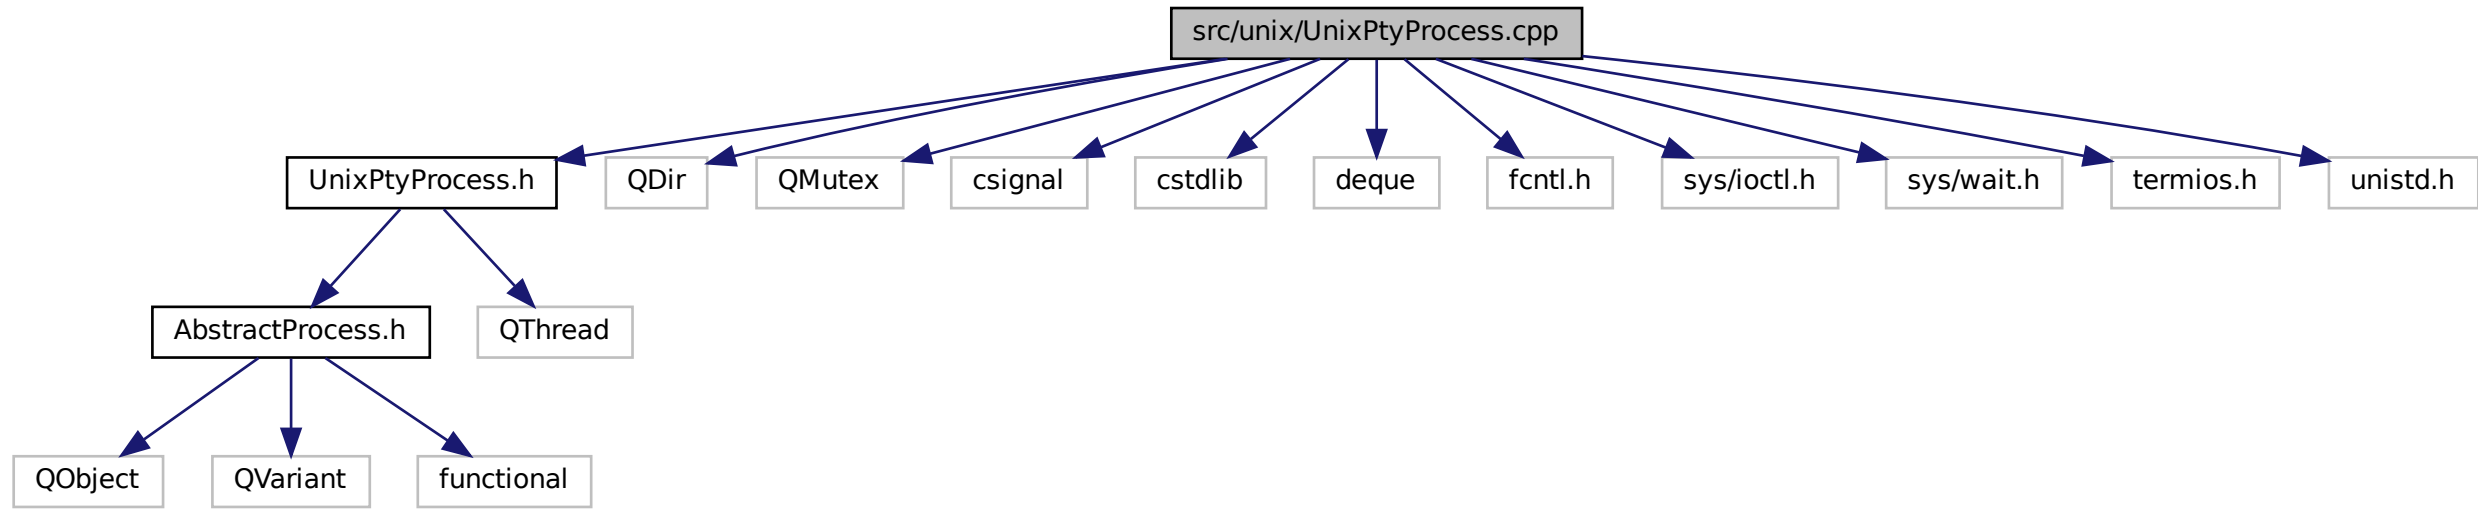 src/unix/UnixPtyProcess.cpp
UnixPtyProcess.h
QDir
QMutex
csignal
cstdlib
deque
fcntl.h
sys/ioctl.h
sys/wait.h
termios.h
unistd.h
AbstractProcess.h
QThread
QObject
QVariant
functional